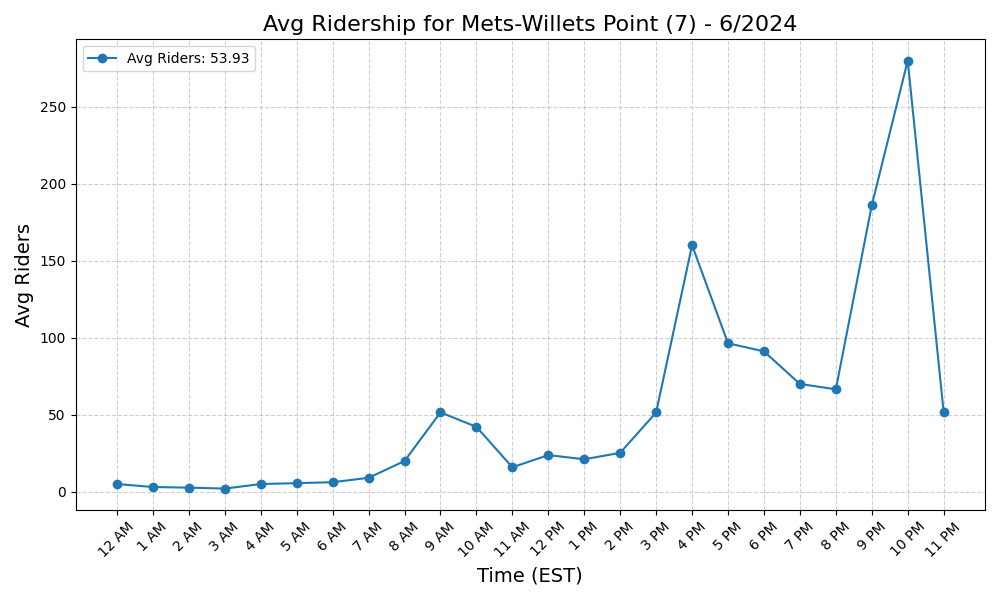 Avg Ridership for Mets-Willets Point (7) - 6/2024
Avg Riders: 53.93
Avg Riders
250
200
150
100
50
0
12 AM 1 AM 2 AM 3 AM 4 AM 5 AM 6 AM 7 AM 8 AM 9 AM 10 AM 11 AM 12 PM 1 PM 2 PM 3 PM 4 PM 5 PM 6 PM 7 PM 8 PM 9 PM 10 PM 11 PM
Time (EST)